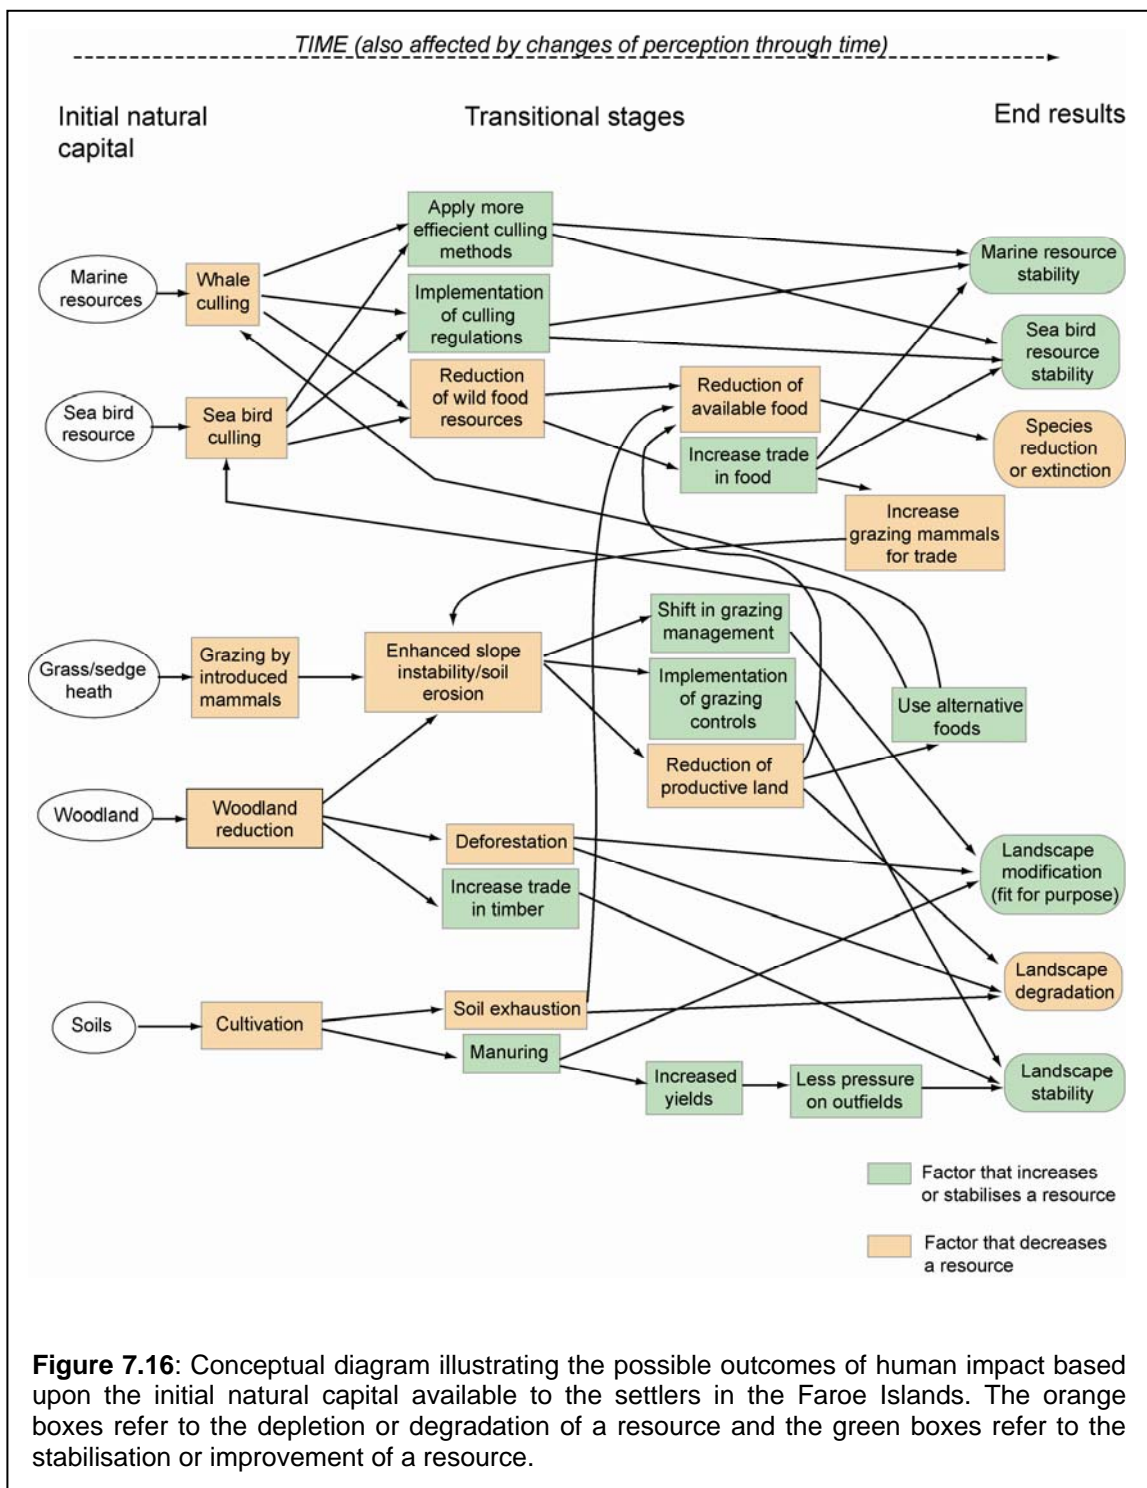 TIME (also affected by changes of perception through time)
Initial natural
capital
Transitional stages
End results
Marine
resources
Whale
culling
Apply more
effiecient culling
methods
Marine resource
stability
Implementation
of culling
regulations
Sea bird
resource
stability
Sea bird
resource
Sea bird
culling
Reduction
of wild food
resources
Reduction of
available food
Species
reduction
or extinction
Increase trade
in food
Increase
grazing mammals
for trade
Grass/sedge
heath
Grazing by
introduced
mammals
Enhanced slope
instability/soil
erosion
Shift in grazing
management
Implementation
of grazing
controls
Use alternative
foods
Reduction of
productive land
Woodland
Woodland
reduction
Deforestation
Increase trade
in timber
Landscape
modification
(fit for purpose)
Landscape
degradation
Soils
Cultivation
Soil exhaustion
Manuring
Increased
yields
Less pressure
on outfields
Landscape
stability
Factor that increases
or stabilises a resource
Factor that decreases
a resource
Figure 7.16: Conceptual diagram illustrating the possible outcomes of human impact based
upon the initial natural capital available to the settlers in the Faroe Islands. The orange
boxes refer to the depletion or degradation of a resource and the green boxes refer to the
stabilisation or improvement of a resource.